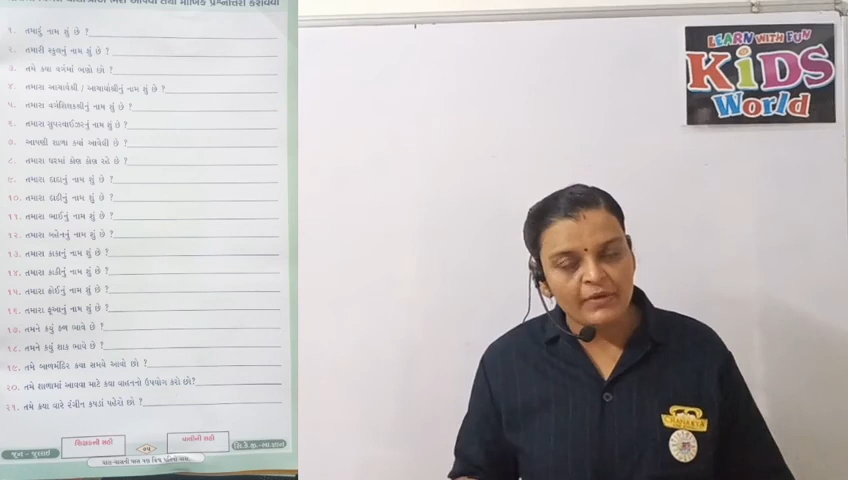 ૧. તમારું નામ શું છે ?
૨. તમારી સ્કુલનું નામ શું છે ?
૩. તમે કયા વર્ગમાં ભણો છો ?
૪. તમારા આચાર્યશ્રી / આચાર્યાશ્રીનું નામ શું છે ?
૫. તમારા વર્ગશિક્ષકશ્રીનું નામ શું છે ?
૬. તમારા સુપરવાઈઝરનું નામ શું છે ?
૭. આપણી શાળા કયાં આવેલી છે ?
૮. તમારા ઘરમાં કોણ કોણ રહે છે ?
૯. તમારા દાદાનું નામ શું છે ?
૧૦. તમારા દાદીનું નામ શું છે ?
૧૧. તમારા ભાઈનું નામ શું છે ?
૧૨. તમારા બહેનનું નામ શું છે ?
૧૩. તમારા કાકાનું નામ શું છે ?
૧૪. તમારા કાકીનું નામ શું છે ?
૧૫. તમારા ફોઈનું નામ શું છે ?
૧૬. તમારા ફૂઆનું નામ શું છે ?
૧૭. તમને કયું ફળ ભાવે છે ?
૧૮. તમને કયું શાક ભાવે છે ?
૧૯. તમે બાળમંદિર કયા સમયે આવો છો ?
૨૦. તમે શાળામાં આવવા માટે કયા વાહનનો ઉપયોગ કરો છો?
૨૧. તમે કયા વારે રંગીન કપડાં પહેરો છો ?
શિક્ષકની સહી
વાલીની સહી
જૂન - જુલાઈ
LEARN WITH FUN
KiDS
World
CHANAKYA